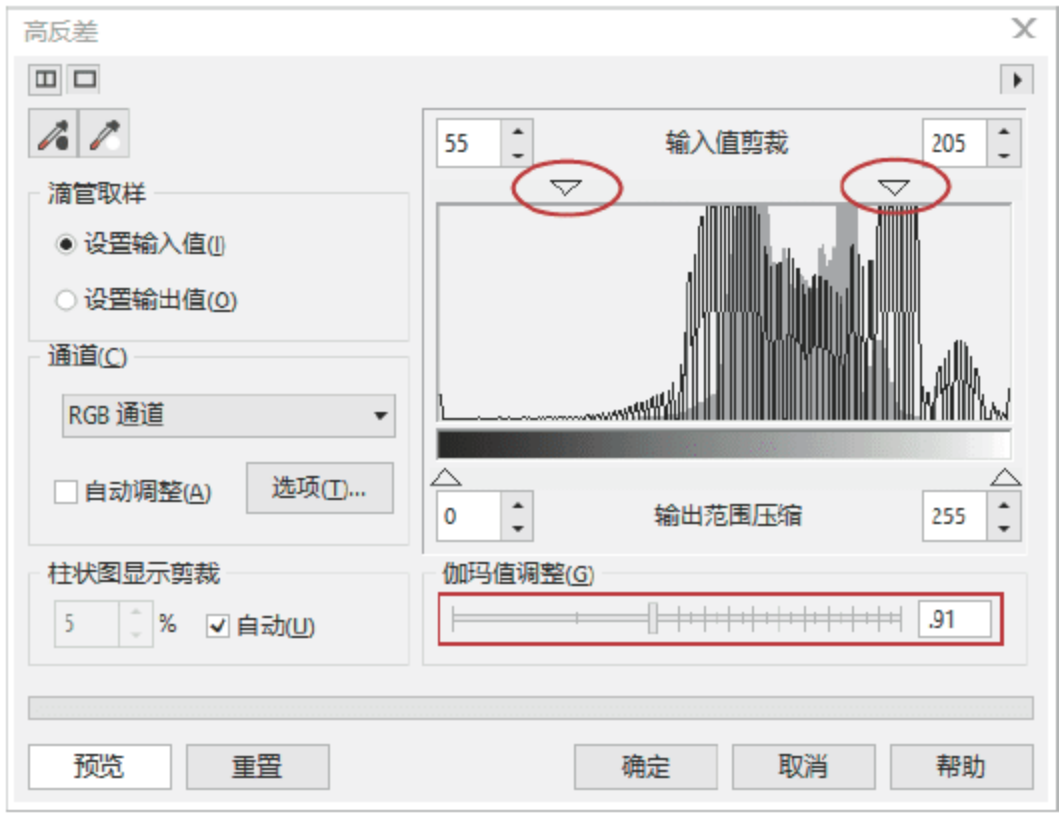 高反差
55 输入值剪裁 205
滴管取样
设置输入值(I)
设置输出值(O)
通道(C)
RGB 通道
自动调整(A) 选项(T)...
0 输出范围压缩 255
柱状图显示剪裁
5 % 自动(U)
伽玛值调整(G)
.91
预览 重置 确定 取消 帮助